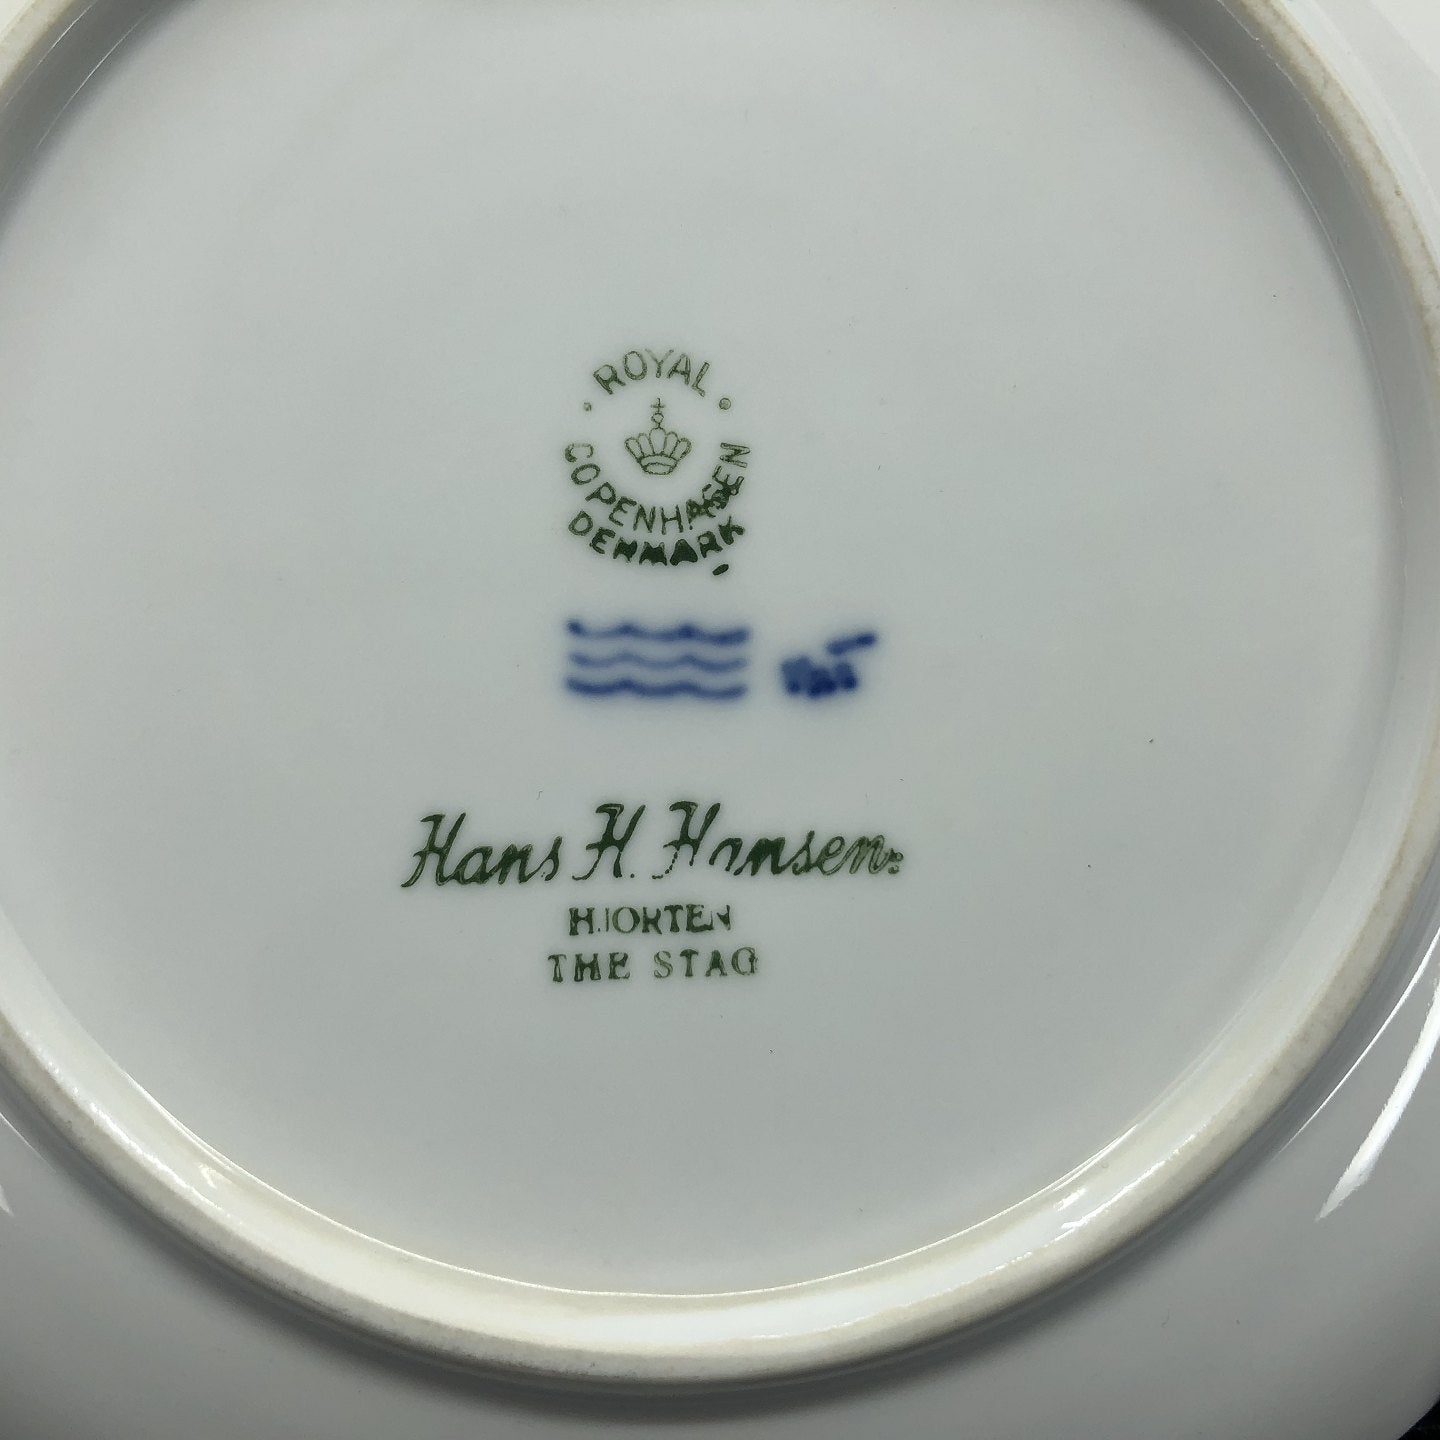 ROYAL
COPENHAGEN
DENMARK
Hans H. Hansen.
HJORTEN
THE STAG